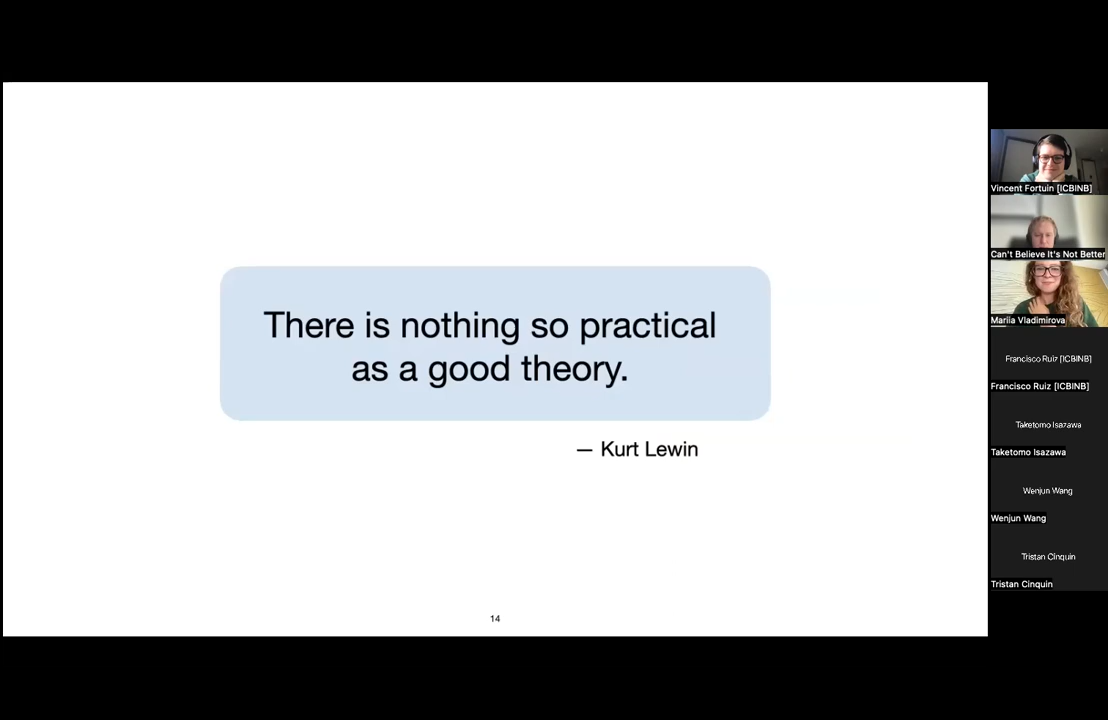 There is nothing so practical
as a good theory.
— Kurt Lewin
14
Vincent Fortuin [ICBINB]
Can't Believe It's Not Better
Mariia Vladimirova
Francisco Ruiz [ICBINB]
Francisco Ruiz [ICBINB]
Taketomo Isazawa
Taketomo Isazawa
Wenjun Wang
Wenjun Wang
Tristan Cinquin
Tristan Cinquin